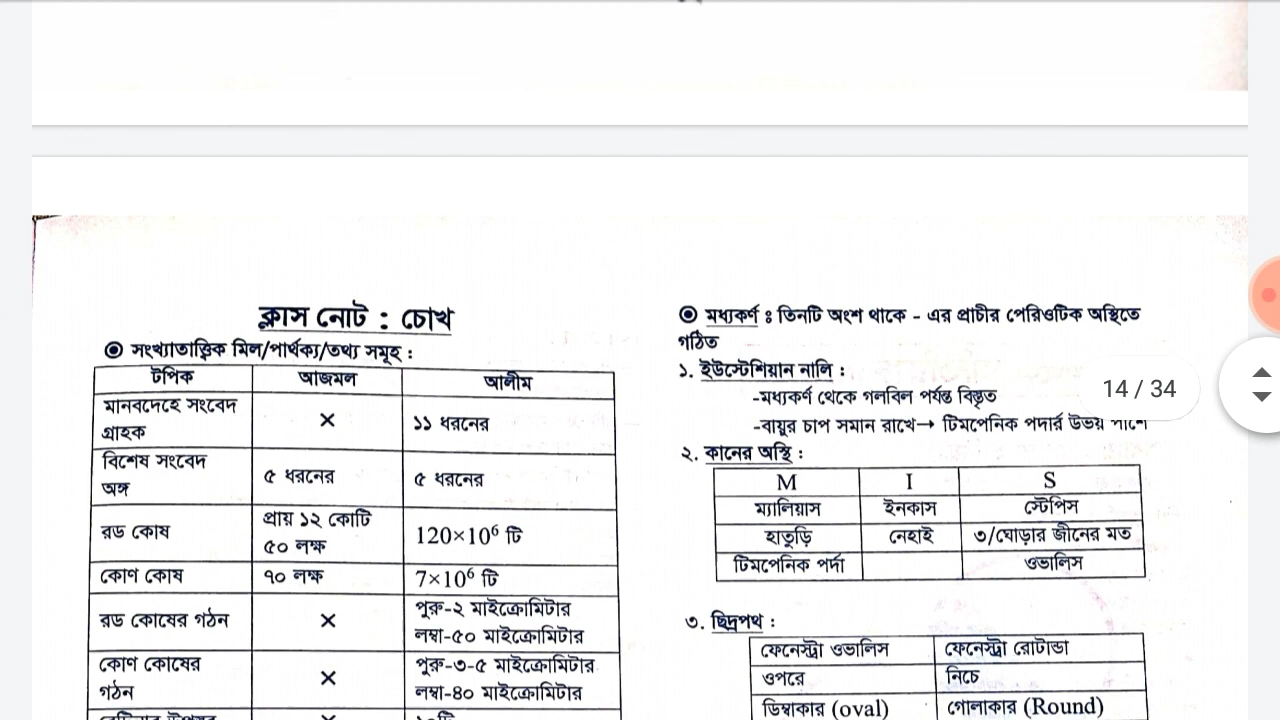 ক্লাস নোট : চোখ
◉ সংখ্যাতাত্ত্বিক মিল/পার্থক্য/তথ্য সমূহ :
টপিক আজমল আলীম
মানবদেহে সংবেদ গ্রাহক × ১১ ধরনের
বিশেষ সংবেদ অঙ্গ ৫ ধরনের ৫ ধরনের
রড কোষ প্রায় ১২ কোটি ৫০ লক্ষ 120×10⁶ টি
কোণ কোষ ৭০ লক্ষ 7×10⁶ টি
রড কোষের গঠন × পুরু-২ মাইক্রোমিটার
লম্বা-৫০ মাইক্রোমিটার
কোণ কোষের গঠন × পুরু-৩-৫ মাইক্রোমিটার
লম্বা-৪০ মাইক্রোমিটার
◉ মধ্যকর্ণ ঃ তিনটি অংশ থাকে - এর প্রাচীর পেরিওটিক অস্থিতে
গঠিত
১. ইউস্টেশিয়ান নালি :
-মধ্যকর্ণ থেকে গলবিল পর্যন্ত বিস্তৃত
-বায়ুর চাপ সমান রাখে→ টিমপেনিক পদার্র উভয় পাশে
২. কানের অস্থি :
M I S
ম্যালিয়াস ইনকাস স্টেপিস
হাতুড়ি নেহাই ৩/ঘোড়ার জীনের মত
টিমপেনিক পর্দা ওভালিস
৩. ছিদ্রপথ :
ফেনেস্ট্রা ওভালিস ফেনেস্ট্রা রোটান্ডা
ওপরে নিচে
ডিম্বাকার (oval) গোলাকার (Round)
14 / 34